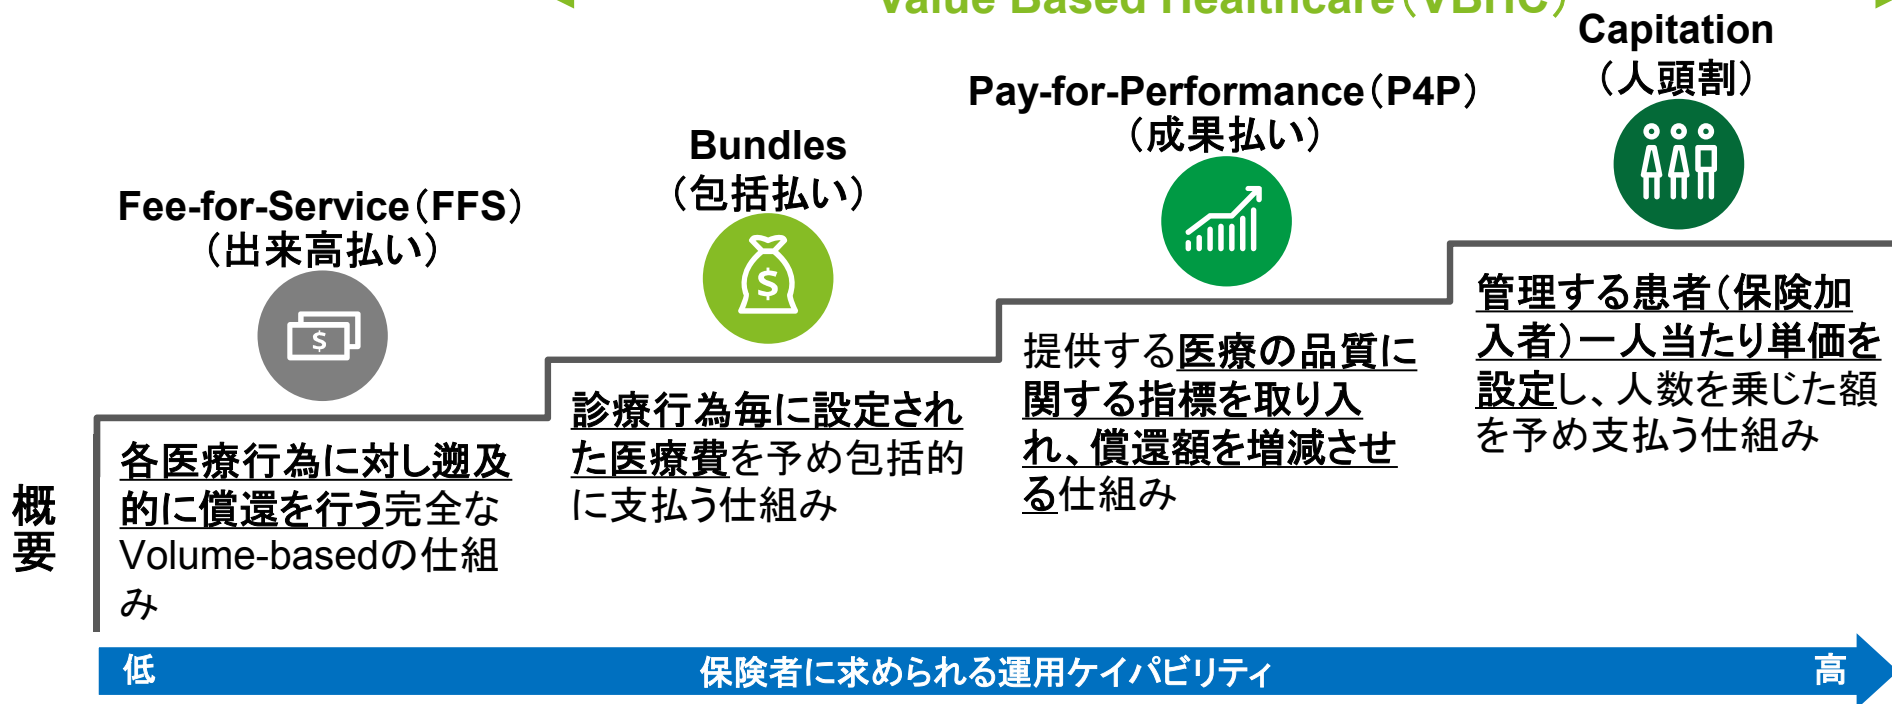 Value Based Healthcare（VBHC）
Capitation
（人頭割）
Pay-for-Performance（P4P）
（成果払い）
Bundles
（包括払い）
Fee-for-Service（FFS）
（出来高払い）
$
$
管理する患者（保険加
入者）一人当たり単価を
設定し、人数を乗じた額
を予め支払う仕組み
提供する医療の品質に
関する指標を取り入
れ、償還額を増減させ
る仕組み
診療行為毎に設定され
た医療費を予め包括的
に支払う仕組み
各医療行為に対し遡及
的に償還を行う完全な
Volume-basedの仕組
み
概要
低 保険者に求められる運用ケイパビリティ 高